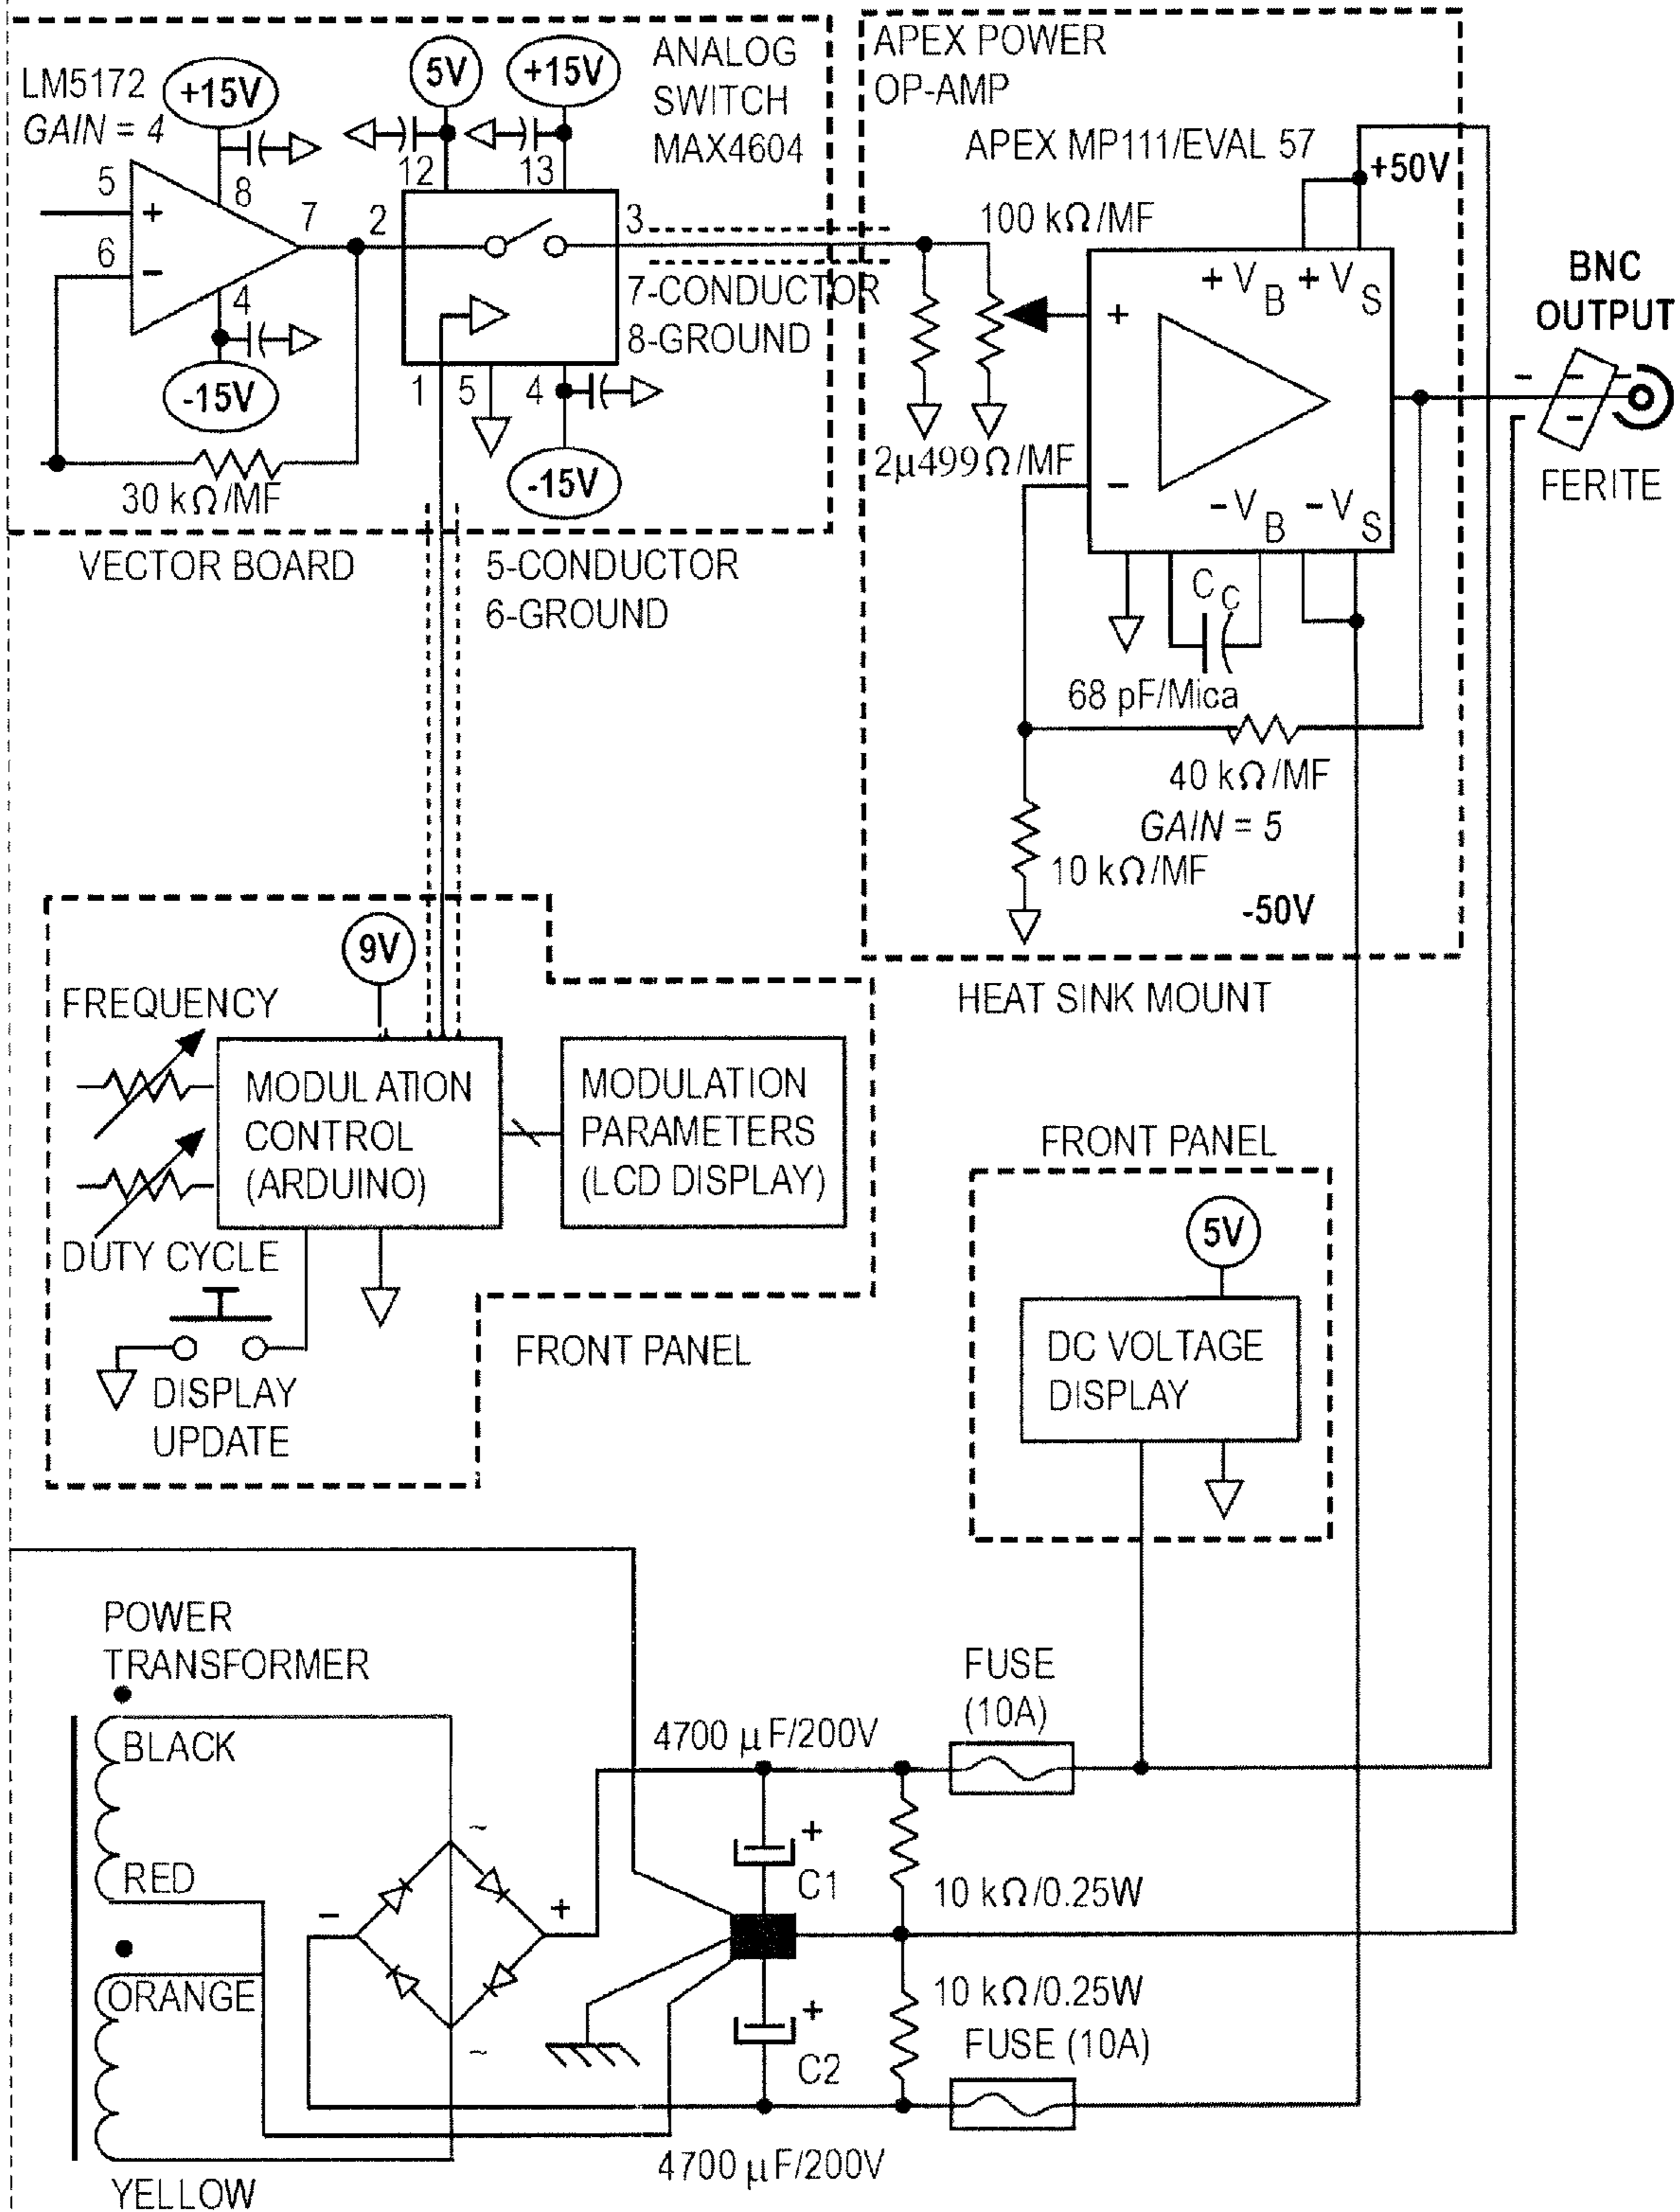 LM5172
GAIN = 4
+15V
5
6
+
−
8
4
7
-15V
30 kΩ/MF
VECTOR BOARD
5V
+15V
12
13
2
3
1
5
4
-15V
ANALOG
SWITCH
MAX4604
7-CONDUCTOR
8-GROUND
5-CONDUCTOR
6-GROUND
APEX POWER
OP-AMP
APEX MP111/EVAL 57
+50V
100 kΩ/MF
2µ499Ω/MF
+ VB + VS
+
−
−VB −VS
CC
68 pF/Mica
40 kΩ/MF
GAIN = 5
10 kΩ/MF
-50V
HEAT SINK MOUNT
BNC
OUTPUT
FERITE
9V
FREQUENCY
DUTY CYCLE
MODULATION
CONTROL
(ARDUINO)
MODULATION
PARAMETERS
(LCD DISPLAY)
DISPLAY
UPDATE
FRONT PANEL
FRONT PANEL
5V
DC VOLTAGE
DISPLAY
POWER
TRANSFORMER
BLACK
RED
ORANGE
YELLOW
~
−
+
~
4700 µF/200V
+
C1
+
C2
4700 µF/200V
FUSE
(10A)
10 kΩ/0.25W
10 kΩ/0.25W
FUSE (10A)